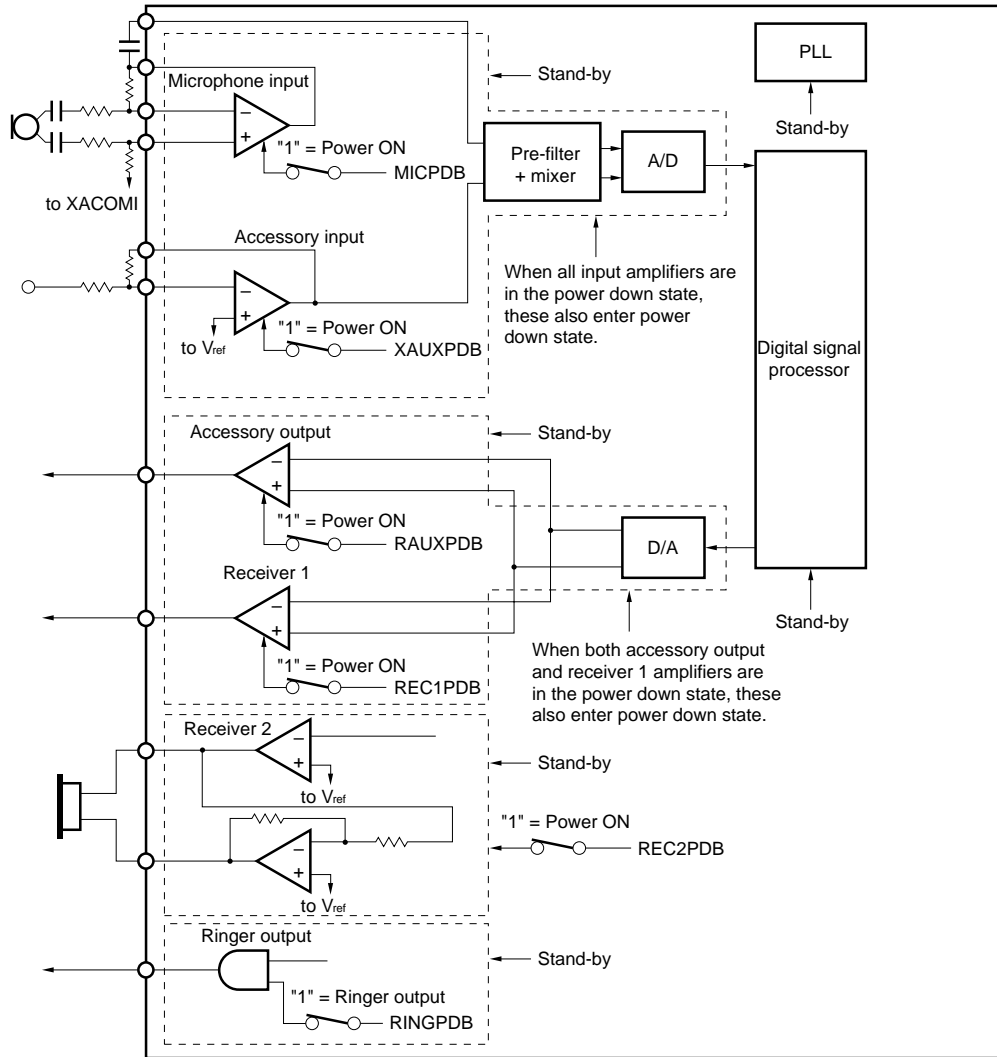 PLL
Stand-by
Stand-by
Microphone input
−
+
"1" = Power ON
MICPDB
to XACOMI
Pre-filter
+ mixer
A/D
Accessory input
−
+
to Vref
"1" = Power ON
XAUXPDB
When all input amplifiers are
in the power down state,
these also enter power
down state.
Digital signal
processor
Stand-by
Accessory output
−
+
"1" = Power ON
RAUXPDB
D/A
Receiver 1
−
+
"1" = Power ON
REC1PDB
Stand-by
When both accessory output
and receiver 1 amplifiers are
in the power down state, these
also enter power down state.
Receiver 2
−
+
to Vref
Stand-by
"1" = Power ON
REC2PDB
−
+
to Vref
Ringer output
Stand-by
"1" = Ringer output
RINGPDB